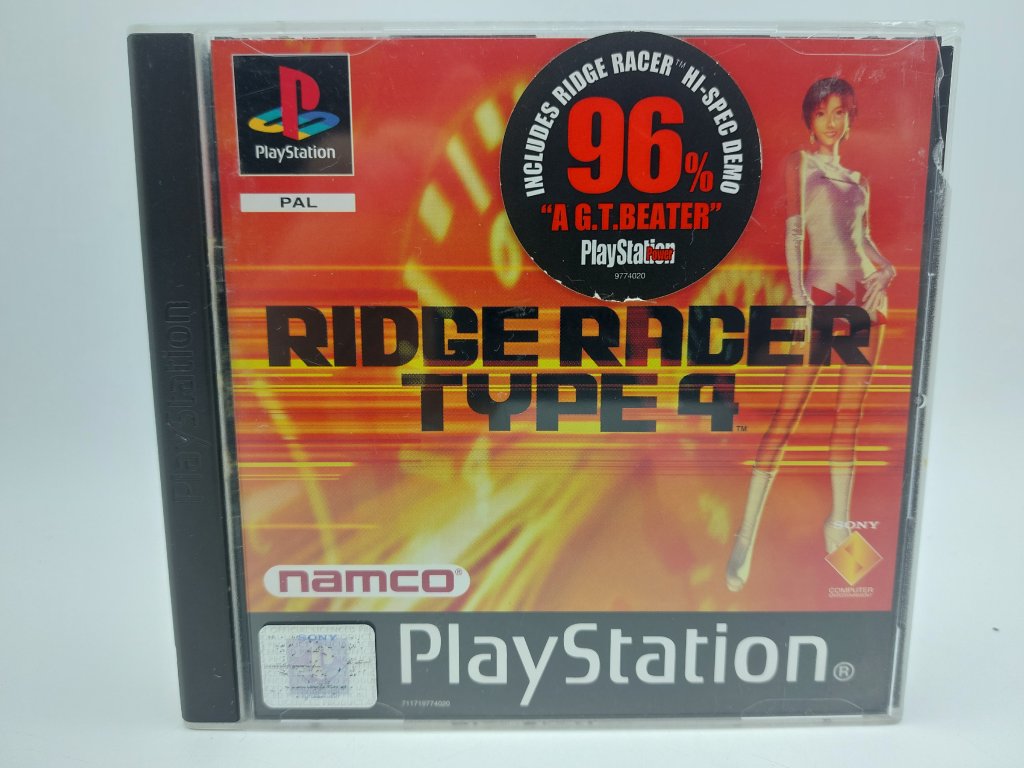 PlayStation
PlayStation
PAL
INCLUDES RIDGE RACER™ HI-SPEC DEMO
96%
"A G.T.BEATER"
PlayStation Power
9774020
RIDGE RACER
TYPE 4™
SONY
COMPUTER
ENTERTAINMENT
namco®
SONY
PlayStation®
711719774020